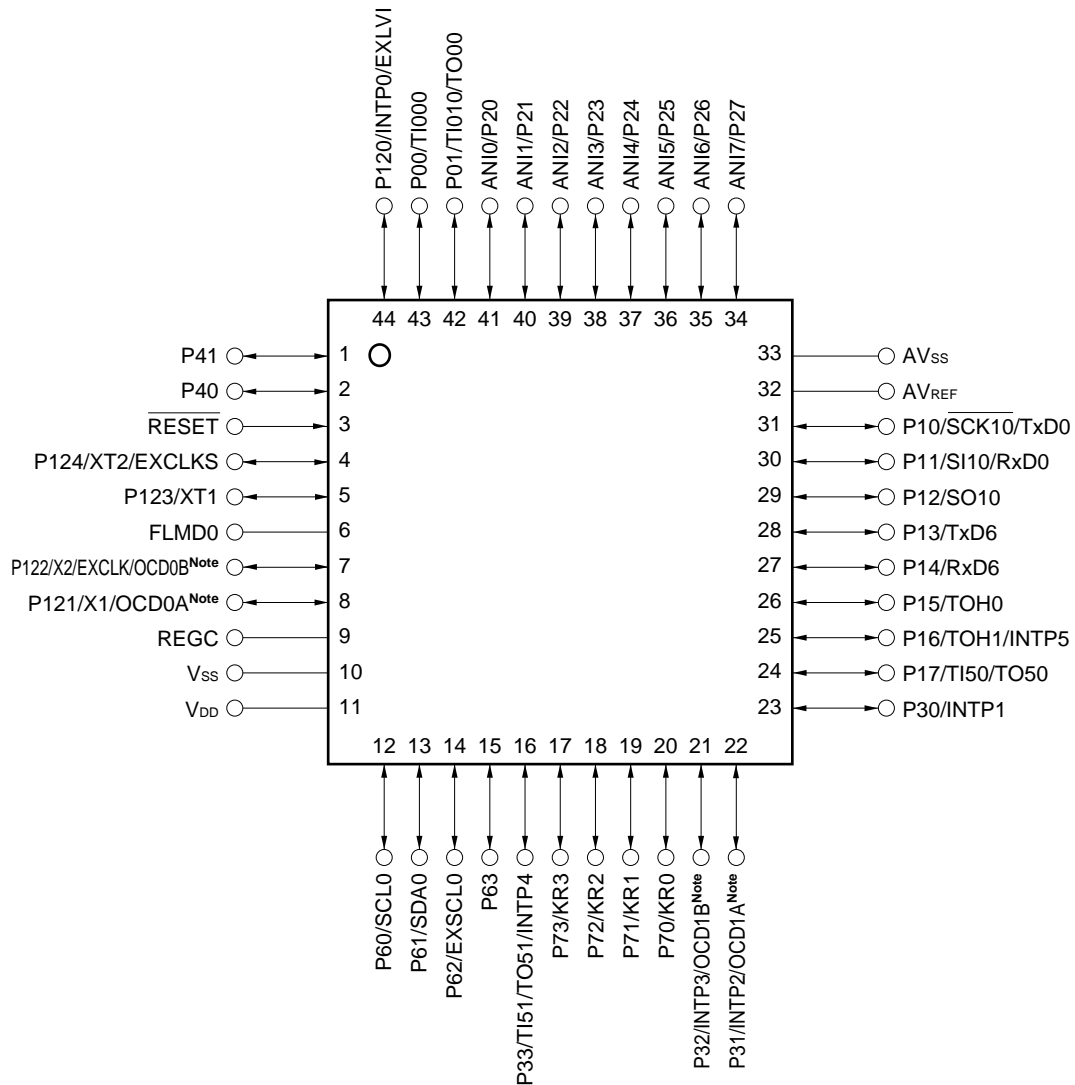 P120/INTP0/EXLVI
P00/TI000
P01/TI010/TO00
ANI0/P20
ANI1/P21
ANI2/P22
ANI3/P23
ANI4/P24
ANI5/P25
ANI6/P26
ANI7/P27
44 43 42 41 40 39 38 37 36 35 34
P41 1 33 AVSS
P40 2 32 AVREF
RESET 3 31 P10/SCK10/TxD0
P124/XT2/EXCLKS 4 30 P11/SI10/RxD0
P123/XT1 5 29 P12/SO10
FLMD0 6 28 P13/TxD6
P122/X2/EXCLK/OCD0BNote 7 27 P14/RxD6
P121/X1/OCD0ANote 8 26 P15/TOH0
REGC 9 25 P16/TOH1/INTP5
VSS 10 24 P17/TI50/TO50
VDD 11 23 P30/INTP1
12 13 14 15 16 17 18 19 20 21 22
P60/SCL0
P61/SDA0
P62/EXSCL0
P63
P33/TI51/TO51/INTP4
P73/KR3
P72/KR2
P71/KR1
P70/KR0
P32/INTP3/OCD1BNote
P31/INTP2/OCD1ANote